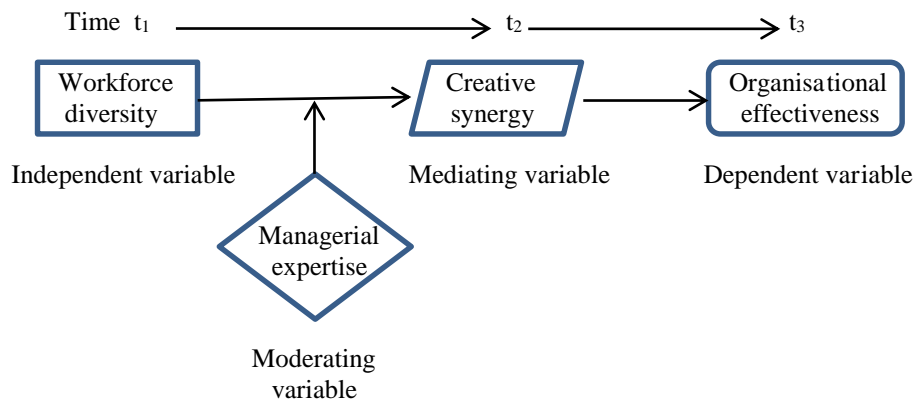 Time t₁ t₂ t₃
Workforce
diversity
Creative
synergy
Organisational
effectiveness
Independent variable
Mediating variable
Dependent variable
Managerial
expertise
Moderating
variable